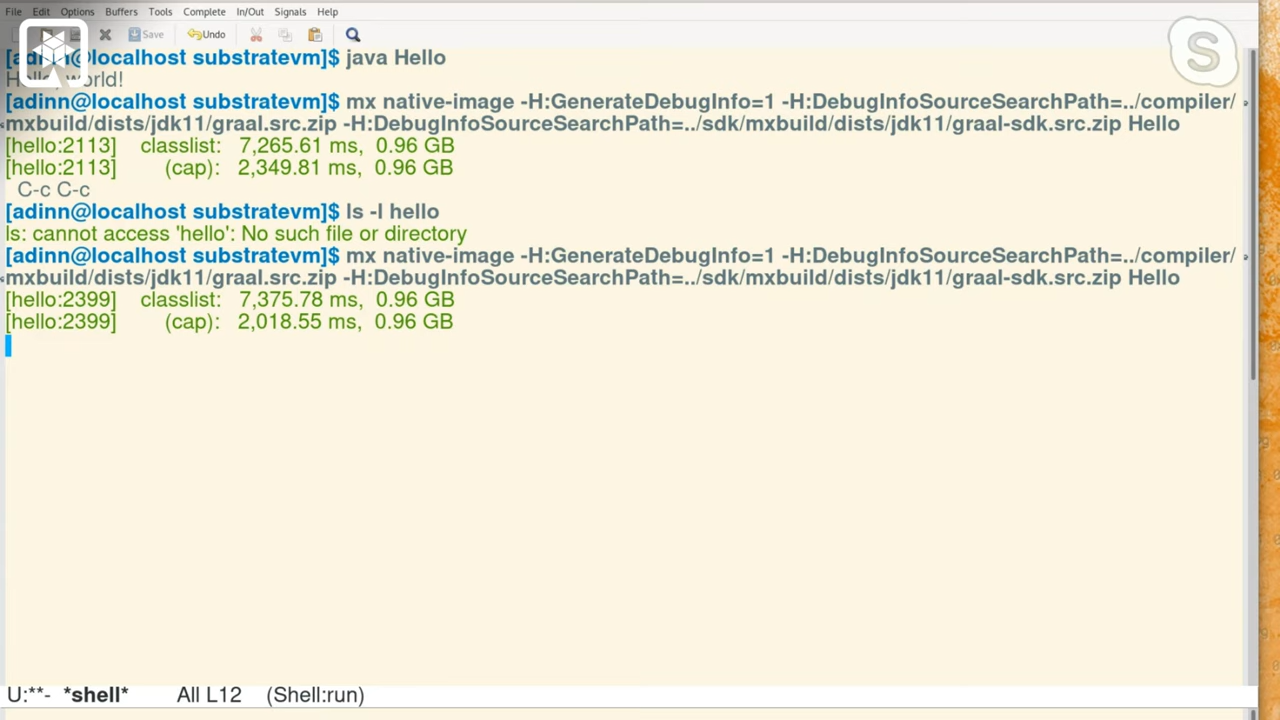 File Edit Options Buffers Tools Complete In/Out Signals Help
Save Undo
[adinn@localhost substratevm]$ java Hello
Hello, world!
[adinn@localhost substratevm]$ mx native-image -H:GenerateDebugInfo=1 -H:DebugInfoSourceSearchPath=../compiler/
mxbuild/dists/jdk11/graal.src.zip -H:DebugInfoSourceSearchPath=../sdk/mxbuild/dists/jdk11/graal-sdk.src.zip Hello
[hello:2113] classlist: 7,265.61 ms, 0.96 GB
[hello:2113] (cap): 2,349.81 ms, 0.96 GB
C-c C-c
[adinn@localhost substratevm]$ ls -l hello
ls: cannot access 'hello': No such file or directory
[adinn@localhost substratevm]$ mx native-image -H:GenerateDebugInfo=1 -H:DebugInfoSourceSearchPath=../compiler/
mxbuild/dists/jdk11/graal.src.zip -H:DebugInfoSourceSearchPath=../sdk/mxbuild/dists/jdk11/graal-sdk.src.zip Hello
[hello:2399] classlist: 7,375.78 ms, 0.96 GB
[hello:2399] (cap): 2,018.55 ms, 0.96 GB
U:**- *shell* All L12 (Shell:run)